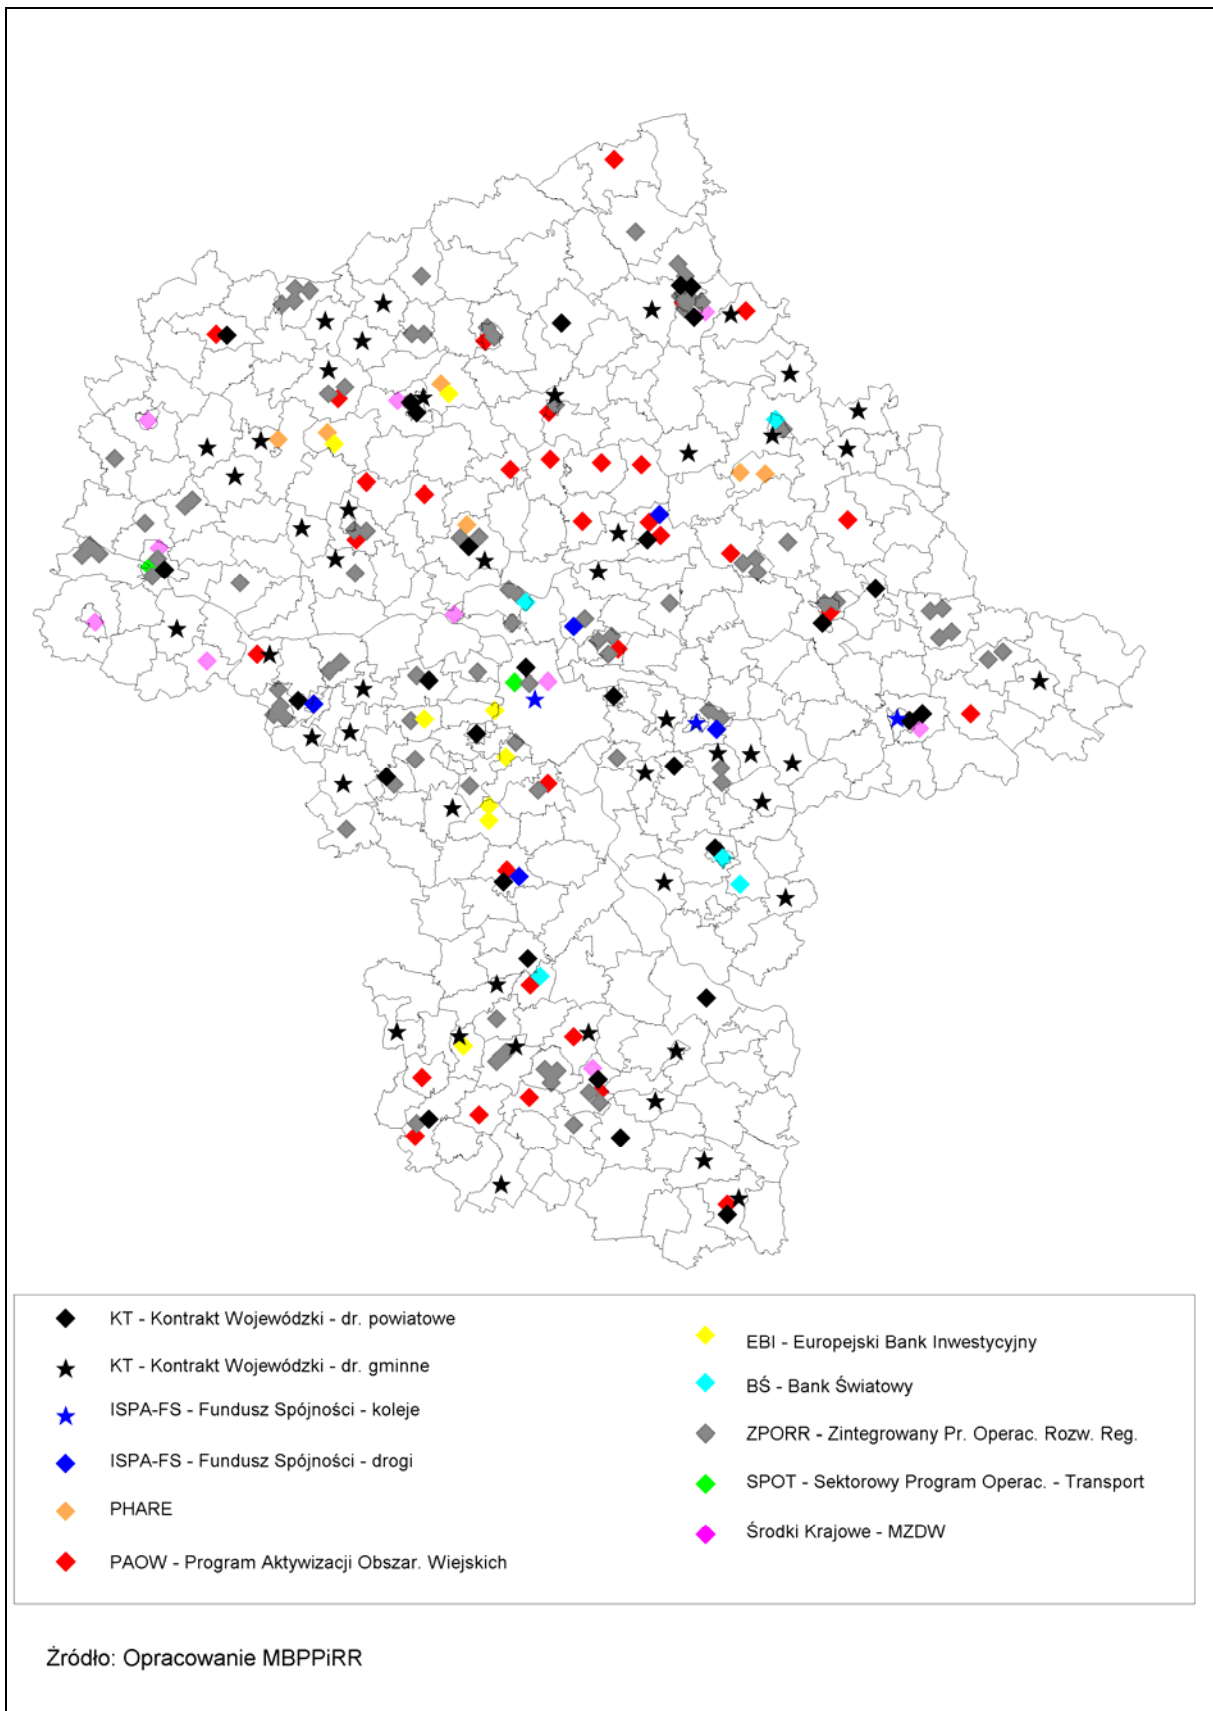 KT - Kontrakt Wojewódzki - dr. powiatowe
KT - Kontrakt Wojewódzki - dr. gminne
ISPA-FS - Fundusz Spójności - koleje
ISPA-FS - Fundusz Spójności - drogi
PHARE
PAOW - Program Aktywizacji Obszar. Wiejskich
EBI - Europejski Bank Inwestycyjny
BŚ - Bank Światowy
ZPORR - Zintegrowany Pr. Operac. Rozw. Reg.
SPOT - Sektorowy Program Operac. - Transport
Środki Krajowe - MZDW
Źródło: Opracowanie MBPPiRR